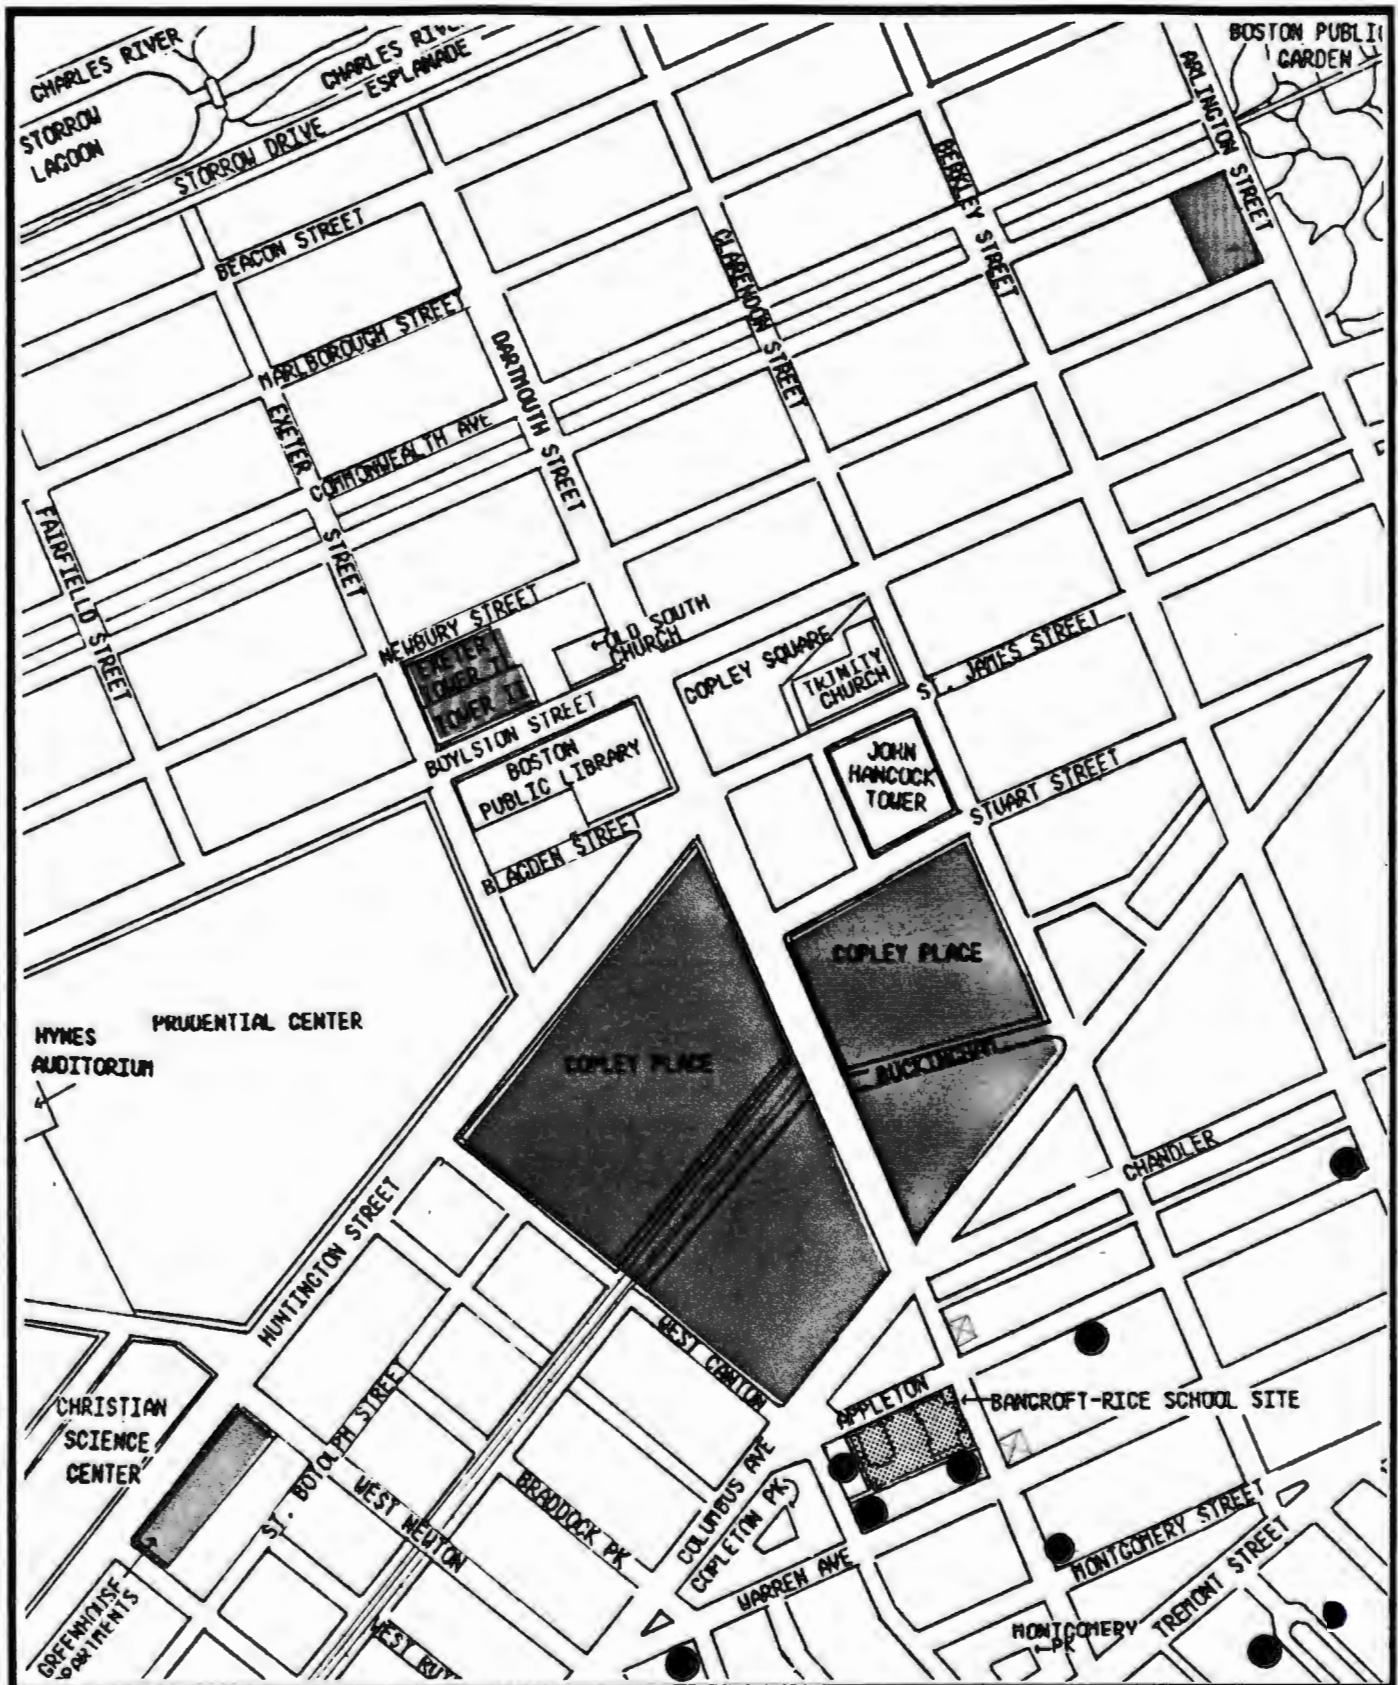 BOSTON PUBLI
GARDEN
CHARLES RIVER
CHARLES RIVE
ESPLANADE
STORROW
LAGOON
STORROW DRIVE
ARLINGTON STREET
BERKLEY STREET
BEACON STREET
CLARENDON STREET
MARLBOROUGH STREET
DARTMOUTH STREET
EXETER STREET
COMMONWEALTH AVE
FAIRFIELD STREET
NEWBURY STREET
OLD SOUTH
CHURCH
EXETER
TOWER I
TOWER II
COPLEY SQUARE
TRINITY
CHURCH
ST. JAMES STREET
BOYLSTON STREET
BOSTON
PUBLIC LIBRARY
JOHN
HANCOCK
TOWER
STUART STREET
BLAGDEN STREET
COPLEY PLACE
PRUDENTIAL CENTER
HYNES
AUDITORIUM
COPLEY PLACE
BUCKINGHAM
CHANDLER
HUNTINGTON STREET
WEST CANTON
APPLETON
BANCROFT-RICE SCHOOL SITE
CHRISTIAN
SCIENCE
CENTER
ST. BOTOLPH STREET
WEST NEWTON
BRADDOCK PK
COLUMBUS AVE
COPLETON PK
WARREN AVE
MONTGOMERY STREET
TREMONT STREET
MONTGOMERY
PK
GREENHOUSE
APARTMENTS